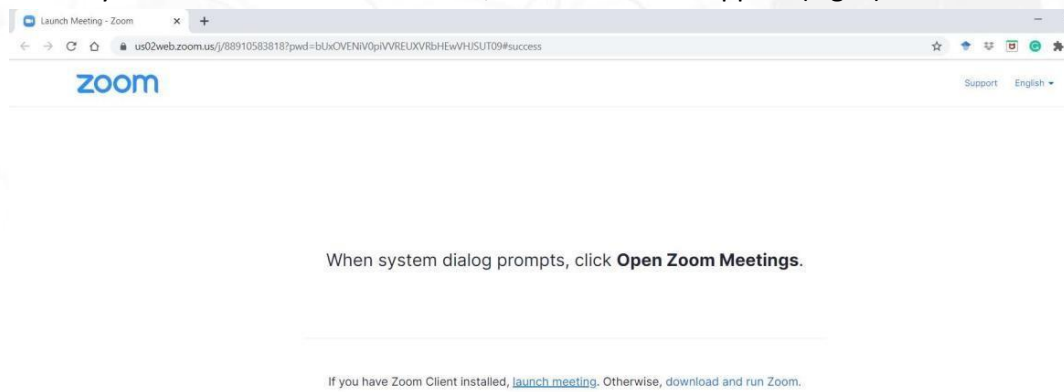 Launch Meeting - Zoom
us02web.zoom.us/j/88910583818?pwd=bUxOVENiV0piVVREUXVRbHEwVHJSUT09#success
zoom
Support English
When system dialog prompts, click Open Zoom Meetings.
If you have Zoom Client installed, launch meeting. Otherwise, download and run Zoom.